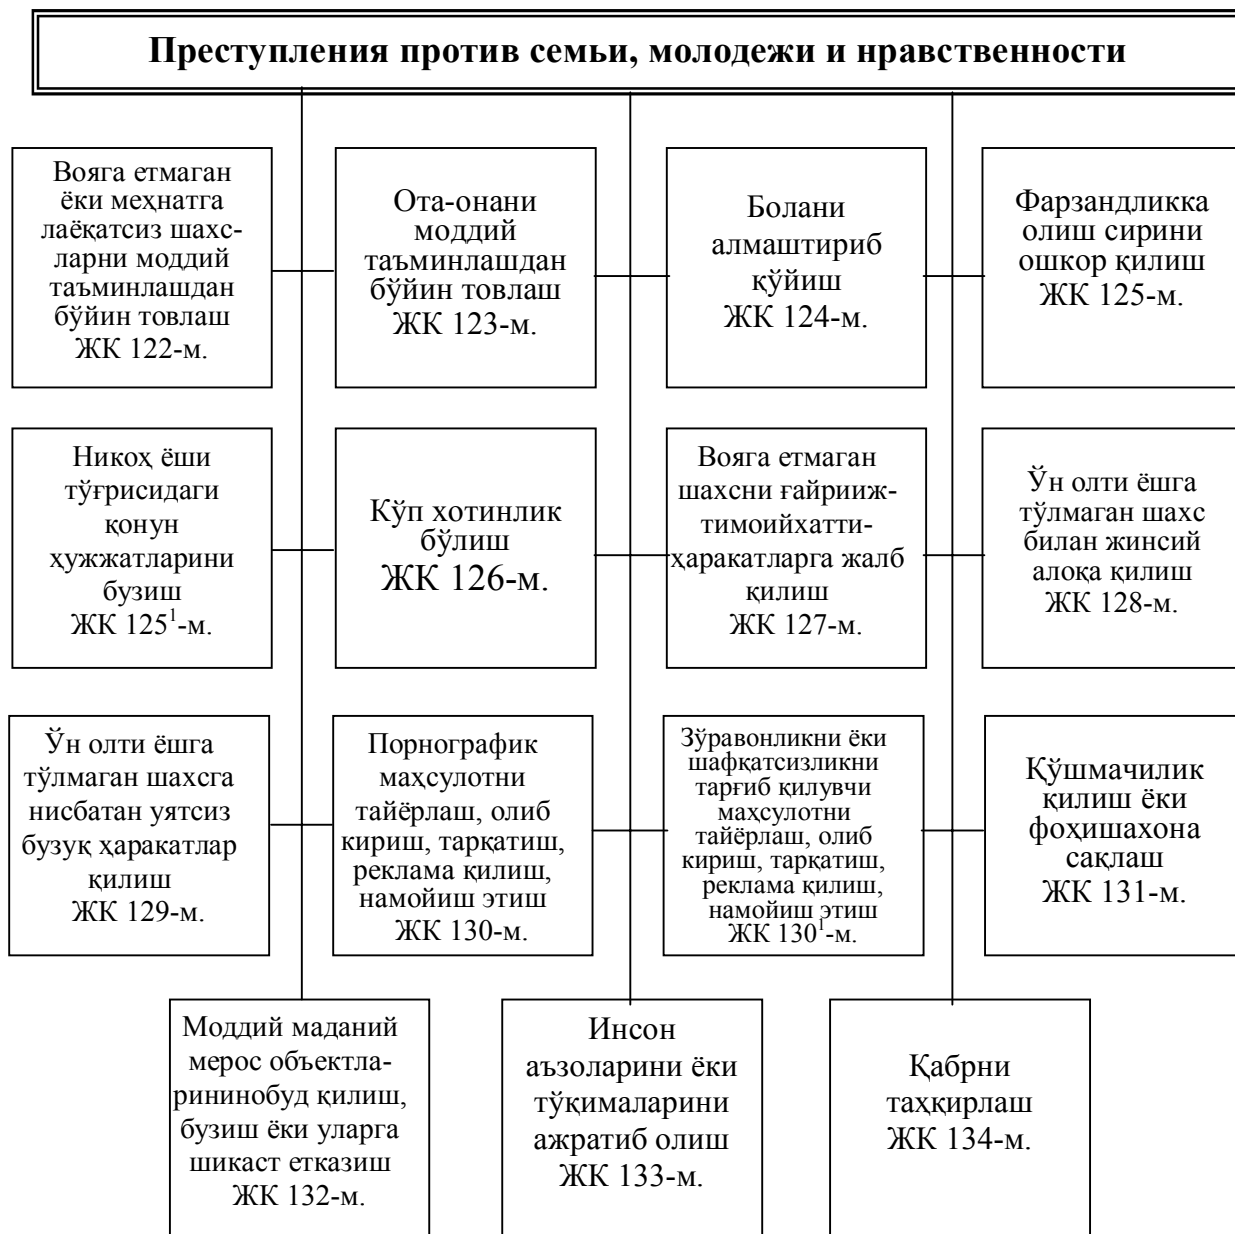 Преступления против семьи, молодежи и нравственности
Вояга етмаган
ёки меҳнатга
лаёқатсиз шахс-
ларни моддий
таъминлашдан
бўйин товлаш
ЖК 122-м.
Ота-онани
моддий
таъминлашдан
бўйин товлаш
ЖК 123-м.
Болани
алмаштириб
қўйиш
ЖК 124-м.
Фарзандликка
олиш сирини
ошкор қилиш
ЖК 125-м.
Никоҳ ёши
тўғрисидаги
қонун
ҳужжатларини
бузиш
ЖК 125¹-м.
Кўп хотинлик
бўлиш
ЖК 126-м.
Вояга етмаган
шахсни ғайрииж-
тимоийхатти-
ҳаракатларга жалб
қилиш
ЖК 127-м.
Ўн олти ёшга
тўлмаган шахс
билан жинсий
алоқа қилиш
ЖК 128-м.
Ўн олти ёшга
тўлмаган шахсга
нисбатан уятсиз
бузуқ ҳаракатлар
қилиш
ЖК 129-м.
Порнографик
маҳсулотни
тайёрлаш, олиб
кириш, тарқатиш,
реклама қилиш,
намойиш этиш
ЖК 130-м.
Зўравонликни ёки
шафқатсизликни
тарғиб қилувчи
маҳсулотни
тайёрлаш, олиб
кириш, тарқатиш,
реклама қилиш,
намойиш этиш
ЖК 130¹-м.
Қўшмачилик
қилиш ёки
фоҳишахона
сақлаш
ЖК 131-м.
Моддий маданий
мерос объектла-
рининобуд қилиш,
бузиш ёки уларга
шикаст етказиш
ЖК 132-м.
Инсон
аъзоларини ёки
тўқималарини
ажратиб олиш
ЖК 133-м.
Қабрни
таҳқирлаш
ЖК 134-м.